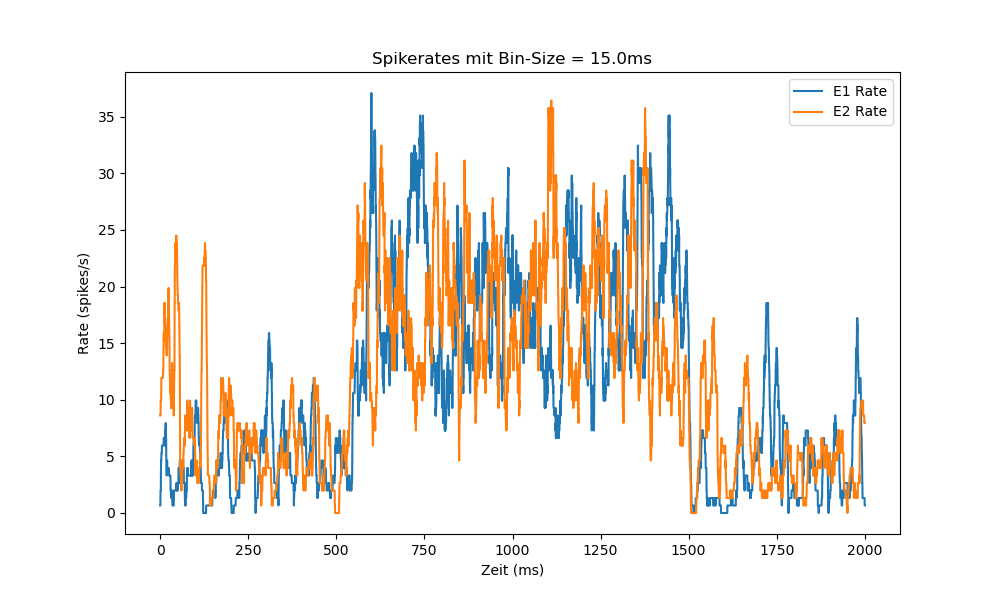 Spikerates mit Bin-Size = 15.0ms
E1 Rate
E2 Rate
35
30
25
20
15
10
5
0
Rate (spikes/s)
0 250 500 750 1000 1250 1500 1750 2000
Zeit (ms)